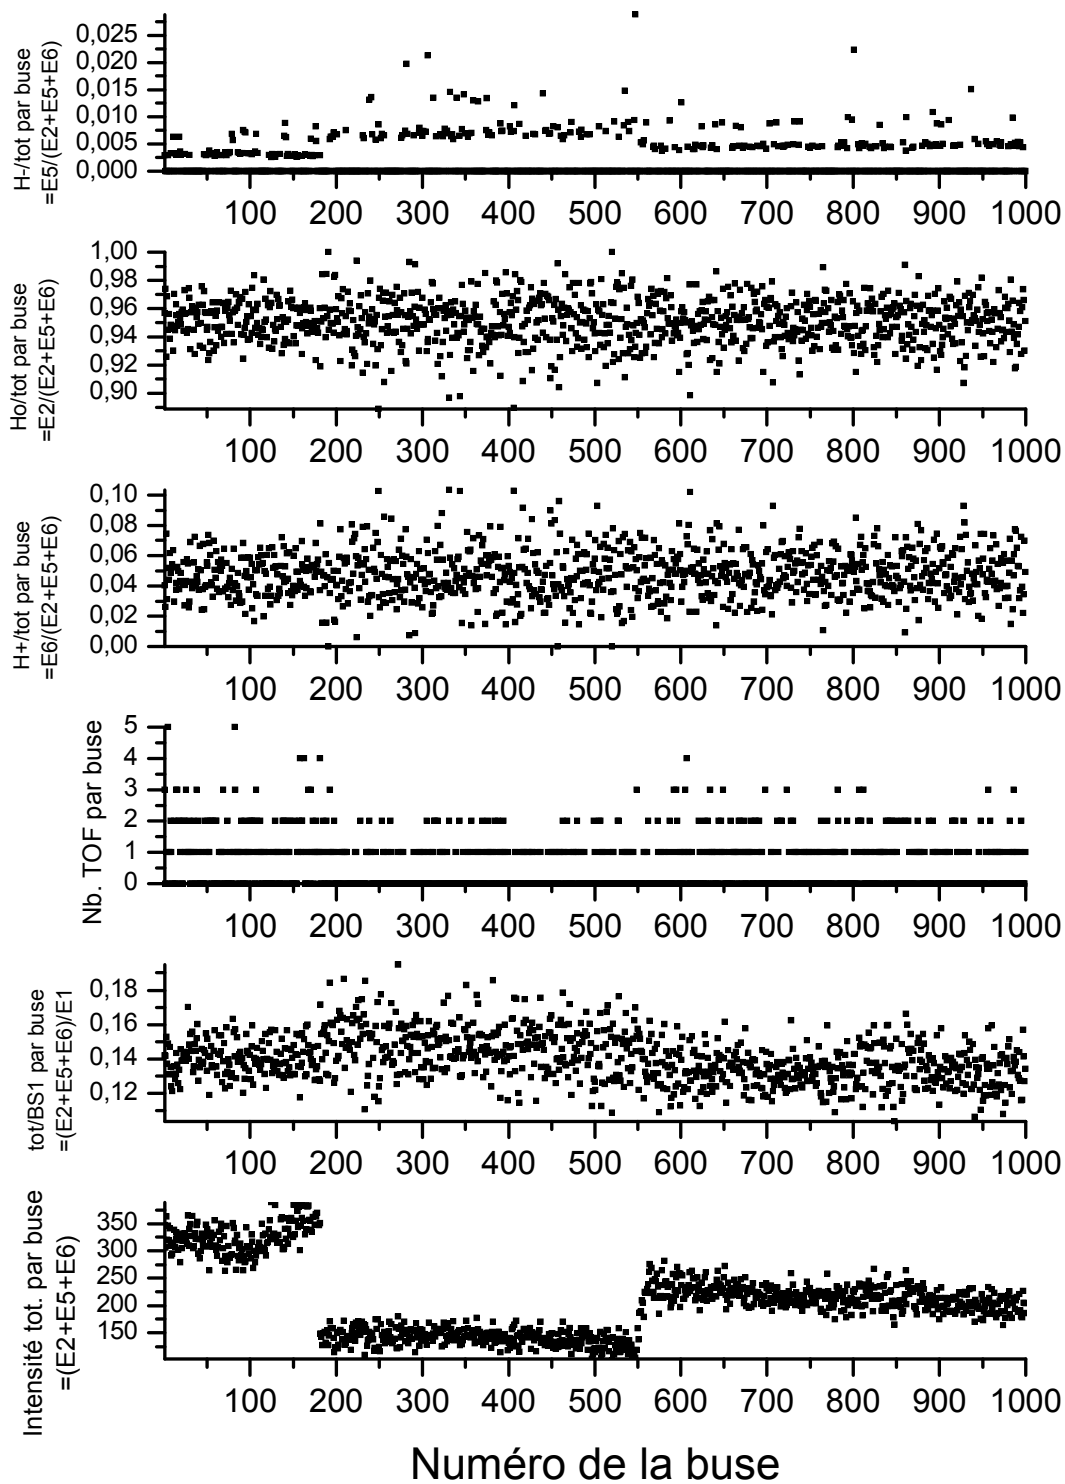 H-/tot par buse
=E5/(E2+E5+E6)
0,025
0,020
0,015
0,010
0,005
0,000
100 200 300 400 500 600 700 800 900 1000
Ho/tot par buse
=E2/(E2+E5+E6)
1,00
0,98
0,96
0,94
0,92
0,90
100 200 300 400 500 600 700 800 900 1000
H+/tot par buse
=E6/(E2+E5+E6)
0,10
0,08
0,06
0,04
0,02
0,00
100 200 300 400 500 600 700 800 900 1000
Nb. TOF par buse
5
4
3
2
1
0
100 200 300 400 500 600 700 800 900 1000
tot/BS1 par buse
=(E2+E5+E6)/E1
0,18
0,16
0,14
0,12
100 200 300 400 500 600 700 800 900 1000
Intensité tot. par buse
=(E2+E5+E6)
350
300
250
200
150
100 200 300 400 500 600 700 800 900 1000
Numéro de la buse